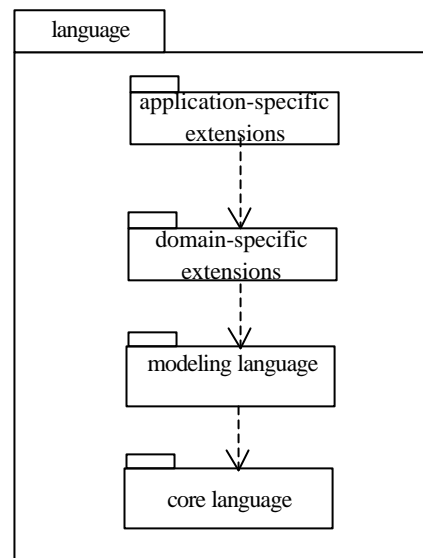 language
application-specific
extensions
domain-specific
extensions
modeling language
core language